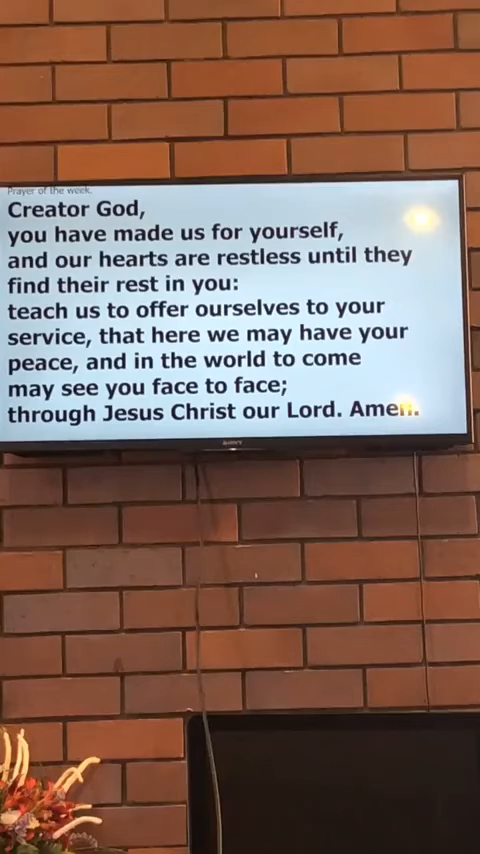 Prayer of the week.
Creator God,
you have made us for yourself,
and our hearts are restless until they
find their rest in you:
teach us to offer ourselves to your
service, that here we may have your
peace, and in the world to come
may see you face to face;
through Jesus Christ our Lord. Amen.
SONY